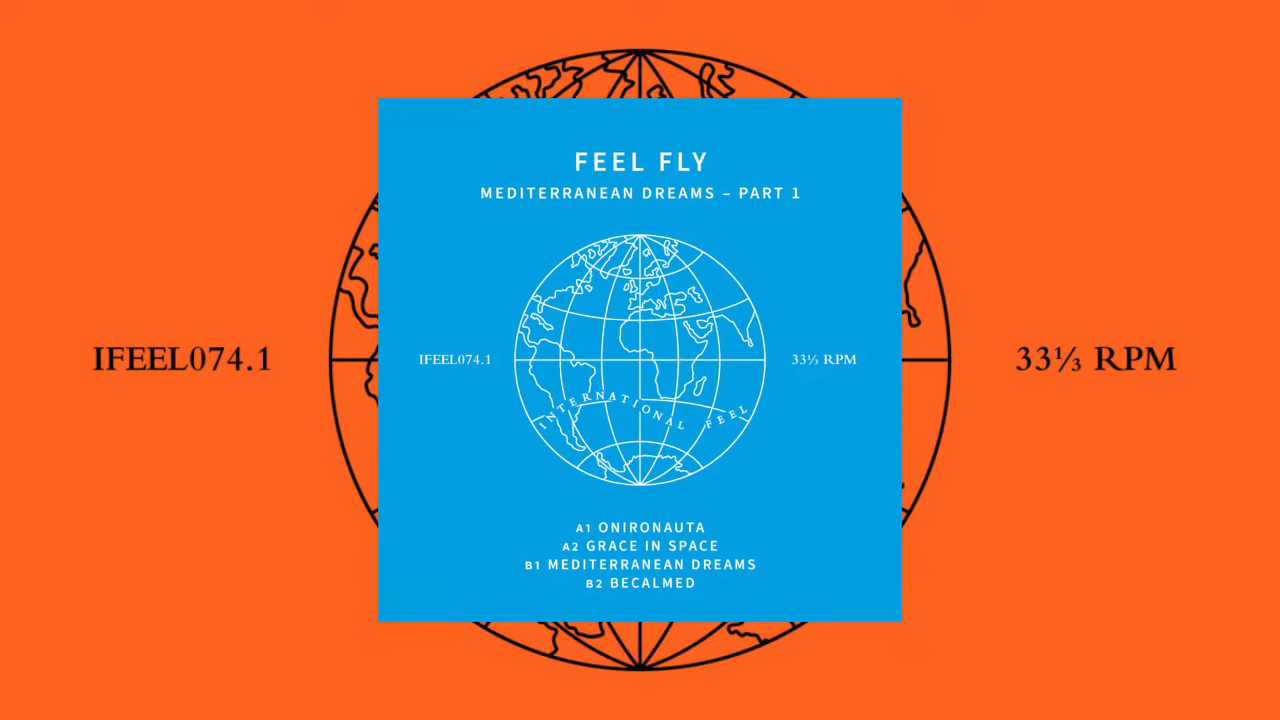 FEEL FLY
MEDITERRANEAN DREAMS – PART 1
IFEEL074.1
IFEEL074.1
33⅓ RPM
33⅓ RPM
INTERNATIONAL FEEL
A1 ONIRONAUTA
A2 GRACE IN SPACE
B1 MEDITERRANEAN DREAMS
B2 BECALMED